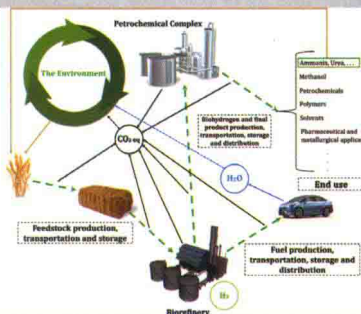 Petrochemical Complex
The Environment
Ammonia, Urea, . . .
Methanol
Petrochemicals
Polymers
Solvents
Pharmaceutical and
metallurgical applica
Biohydrogen and final
product production,
transportation, storage
and distribution
CO₂ eq
H₂O
End use
Feedstock production,
transportation and storage
Fuel production,
transportation, storage and
distribution
H₂
Biorefinery